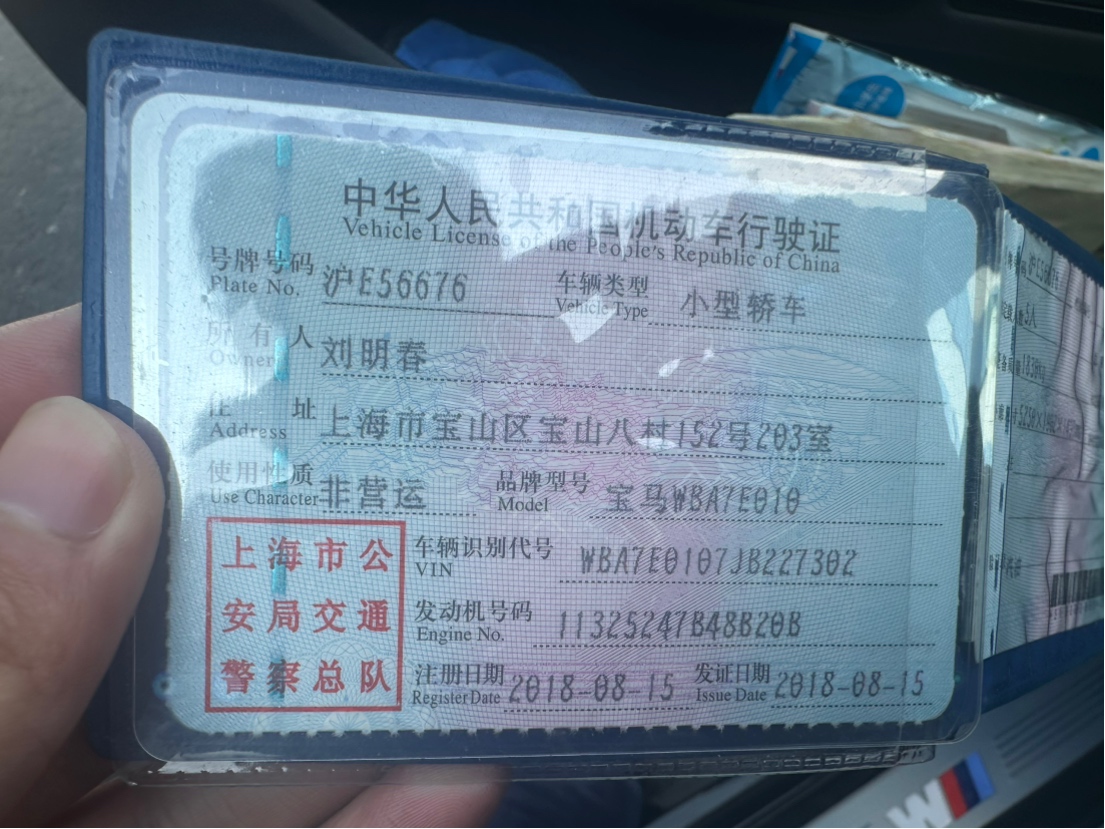 中华人民共和国机动车行驶证
Vehicle License of the People's Republic of China
号牌号码 沪E56676 车辆类型 小型轿车
Plate No. Vehicle Type
所有人 刘明春
Owner
住址 上海市宝山区宝山八村152号203室
Address
使用性质 非营运 品牌型号 宝马WBA7E010
Use Character Model
上海市公
安局交通
警察总队
车辆识别代号 WBA7E0107JB227302
VIN
发动机号码 11325247B48B20B
Engine No.
注册日期 2018-08-15 发证日期 2018-08-15
Register Date Issue Date